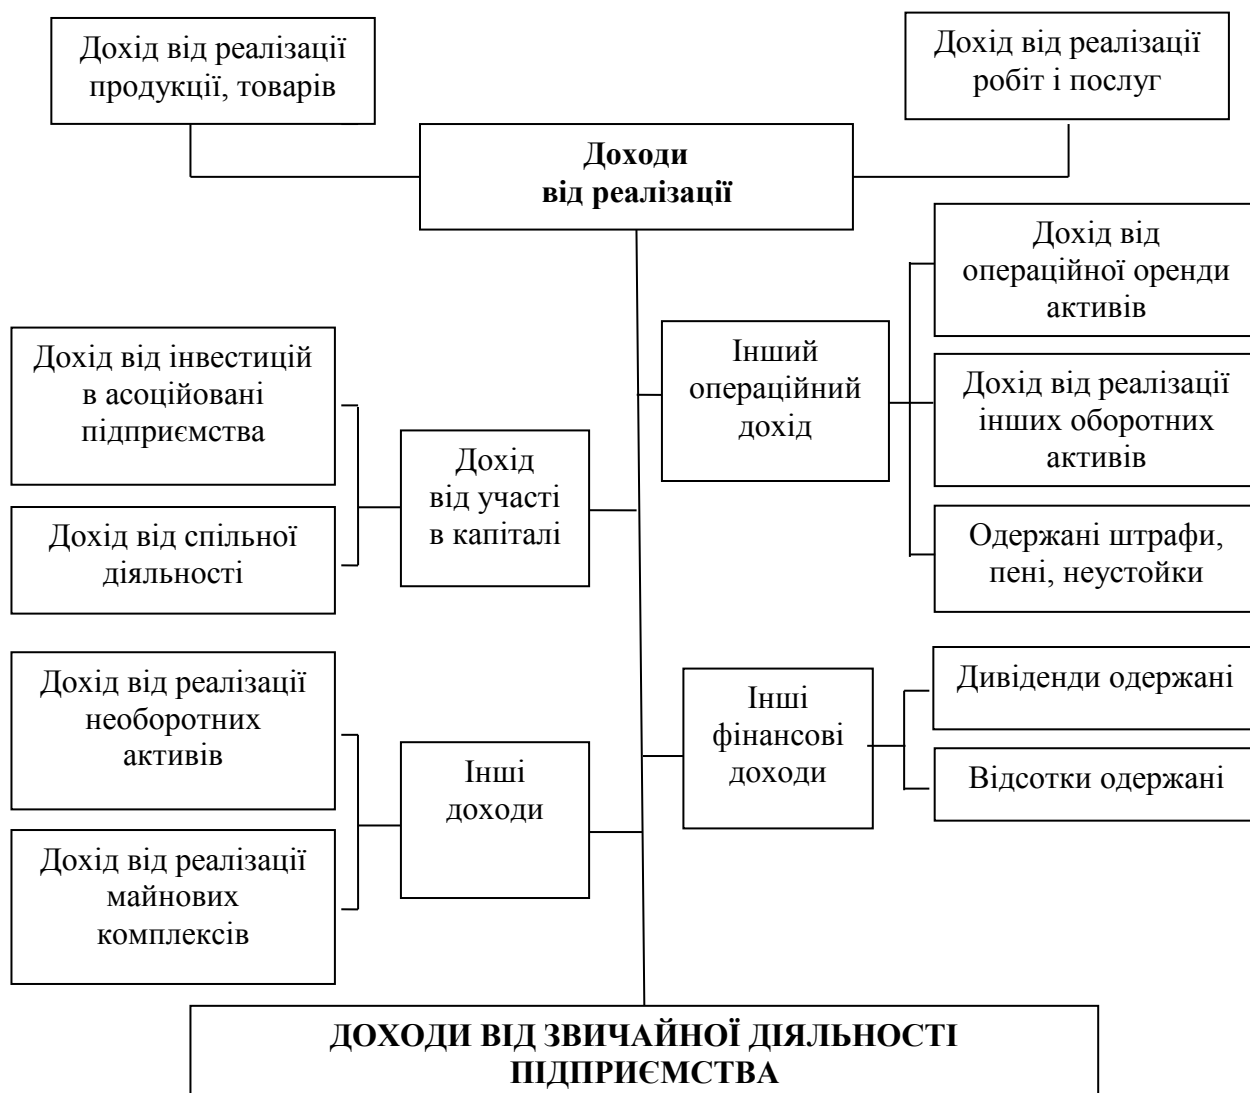 Дохід від реалізації
продукції, товарів
Дохід від реалізації
робіт і послуг
Доходи
від реалізації
Дохід від
операційної оренди
активів
Інший
операційний
дохід
Дохід від інвестицій
в асоційовані
підприємства
Дохід від реалізації
інших оборотних
активів
Дохід
від участі
в капіталі
Дохід від спільної
діяльності
Одержані штрафи,
пені, неустойки
Дохід від реалізації
необоротних
активів
Інші
фінансові
доходи
Дивіденди одержані
Інші
доходи
Відсотки одержані
Дохід від реалізації
майнових
комплексів
ДОХОДИ ВІД ЗВИЧАЙНОЇ ДІЯЛЬНОСТІ
ПІДПРИЄМСТВА